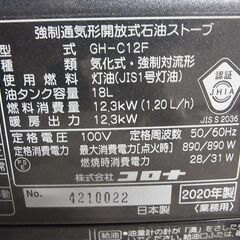 強制通気形開放式石油ストーブ
型式 GH-C12F
型式の呼び 気化式・強制対流形
使用燃料 灯油(JIS1号灯油)
油タンク容量 18L
燃料消費量 12.3kW(1.20L/h)
暖房出力 12.3kW
定格電圧 100V 定格周波数 50/60Hz
定格消費電力 最大消費電力[点火時] 890/890W
燃焼時消費電力 28/31W
株式会社 コロナ
認証
JHIA
JIS S 2036
No. 4210022
2020年製
日本製 〈業務用〉